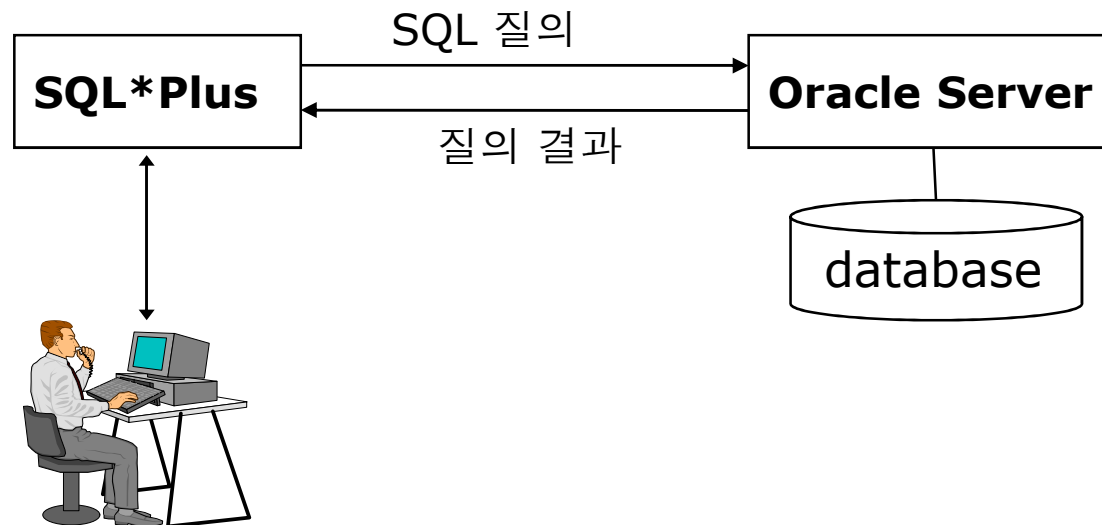 SQL 질의
SQL*Plus
Oracle Server
질의 결과
database